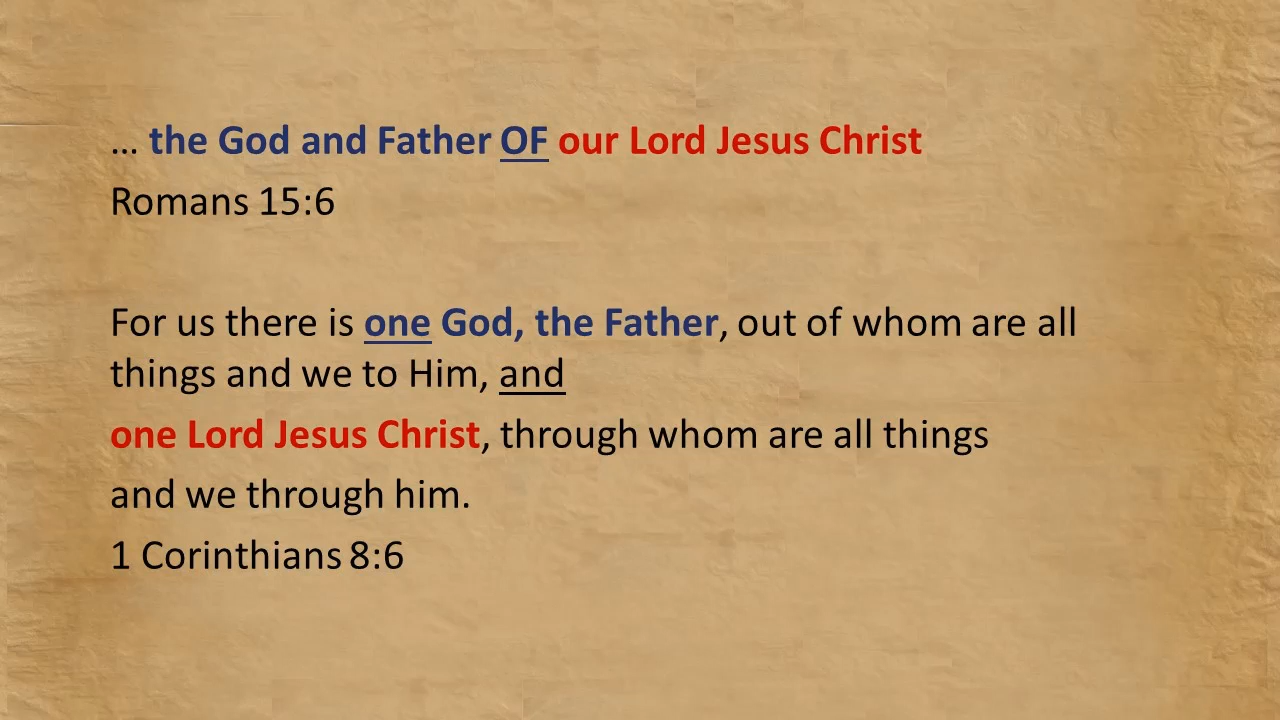 ... the God and Father OF our Lord Jesus Christ
Romans 15:6
For us there is one God, the Father, out of whom are all
things and we to Him, and
one Lord Jesus Christ, through whom are all things
and we through him.
1 Corinthians 8:6